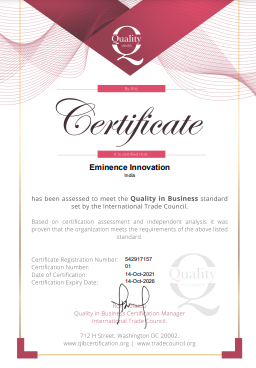 Quality
By this
Certificate
it is certified that
Eminence Innovation
India
has been assessed to meet the Quality in Business standard
set by the International Trade Council.
Based on certification assessment and independent analysis it was
proven that the organization meets the requirements of the above listed
standard.
Certificate Registration Number: 542917157
Certification Number: 01
Date of Certification: 14-Oct-2021
Certification Expiry Date: 14-Oct-2026
Quality
Quality in Business Certification Manager
International Trade Council.
712 H Street, Washington DC 20002.
www.qibcertification.org | www.tradecouncil.org